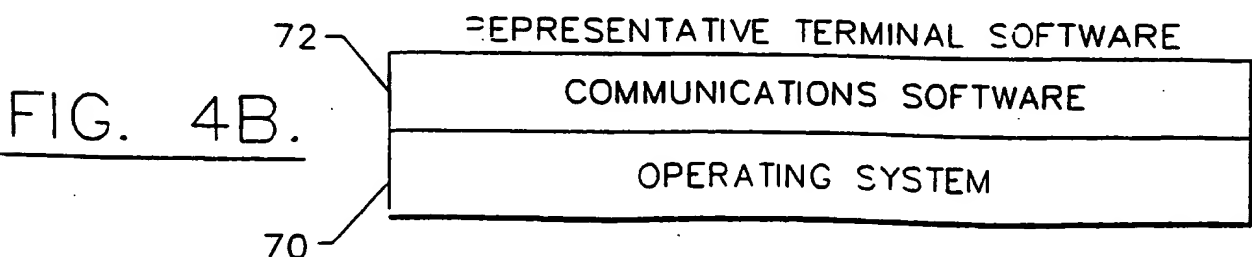 REPRESENTATIVE TERMINAL SOFTWARE
72
COMMUNICATIONS SOFTWARE
FIG. 4B.
OPERATING SYSTEM
70